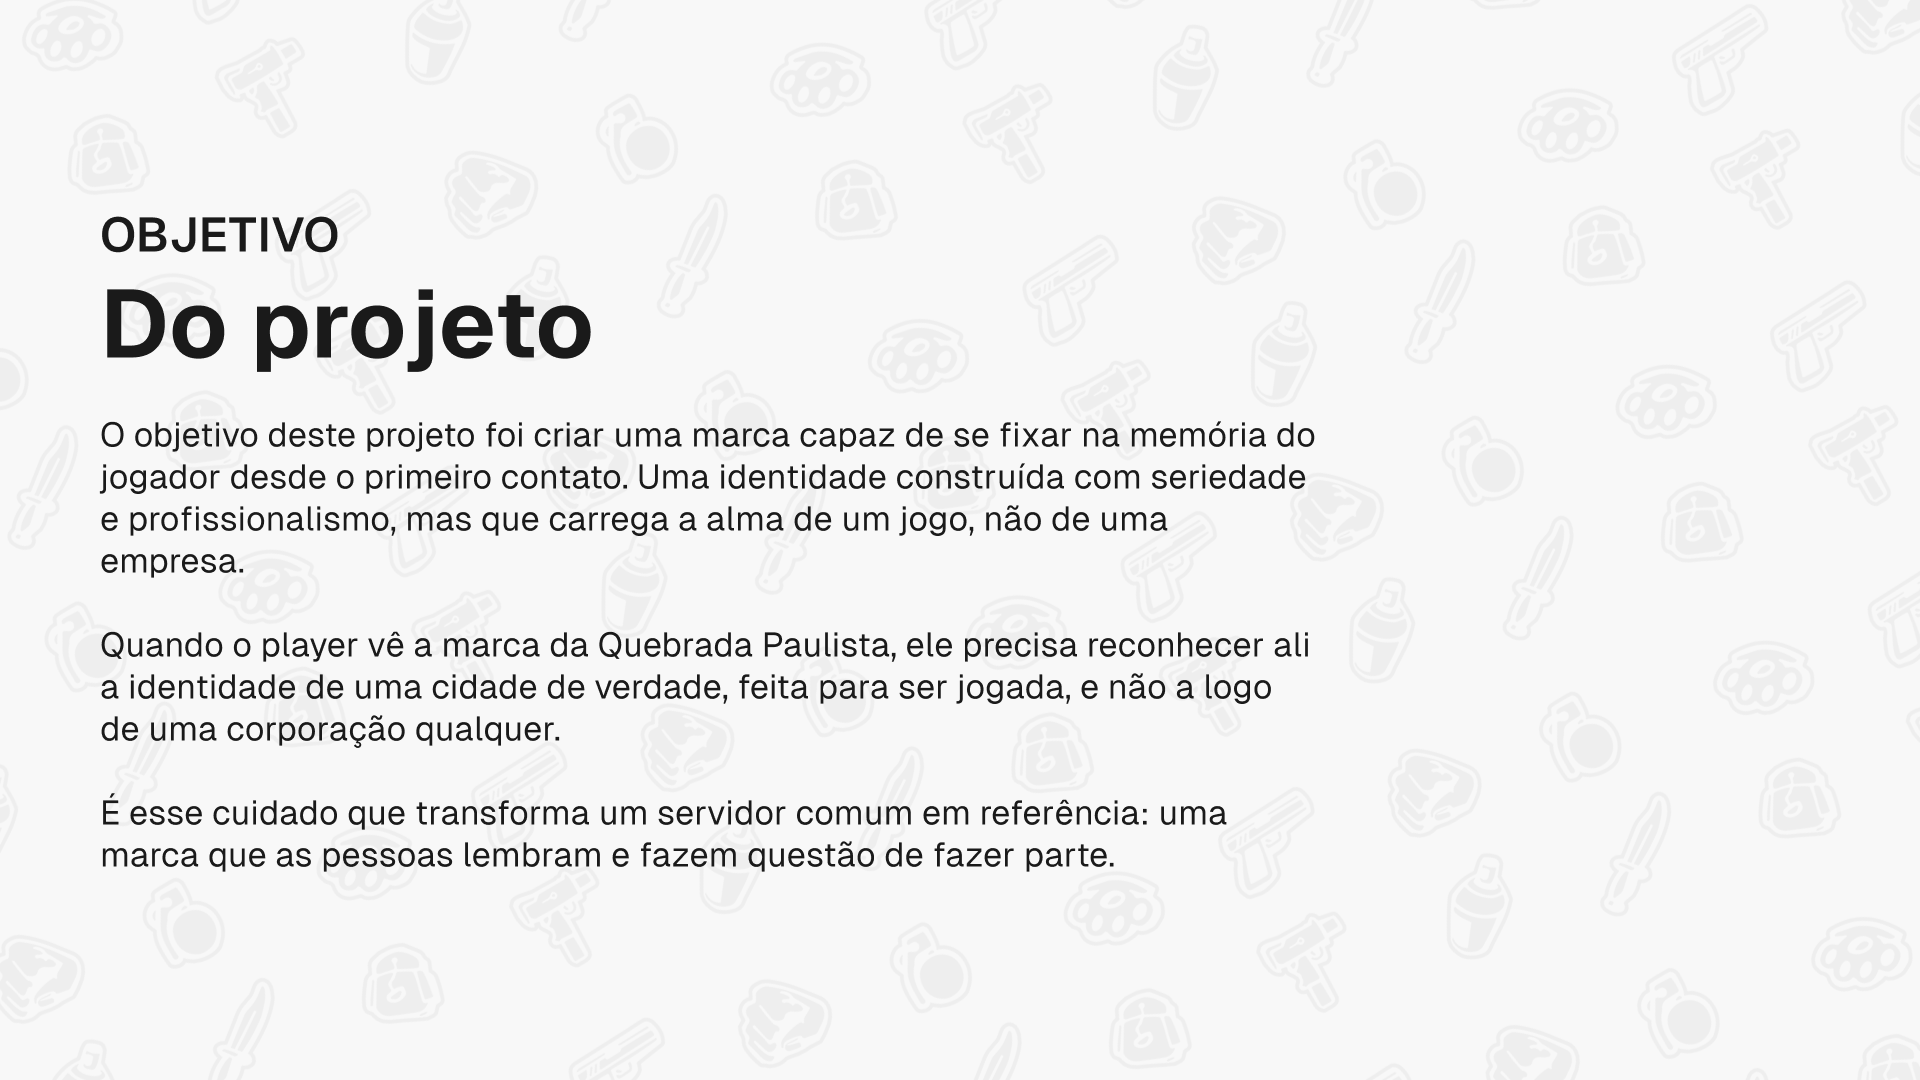 OBJETIVO
Do projeto
O objetivo deste projeto foi criar uma marca capaz de se fixar na memória do
jogador desde o primeiro contato. Uma identidade construída com seriedade
e profissionalismo, mas que carrega a alma de um jogo, não de uma
empresa.
Quando o player vê a marca da Quebrada Paulista, ele precisa reconhecer ali
a identidade de uma cidade de verdade, feita para ser jogada, e não a logo
de uma corporação qualquer.
É esse cuidado que transforma um servidor comum em referência: uma
marca que as pessoas lembram e fazem questão de fazer parte.